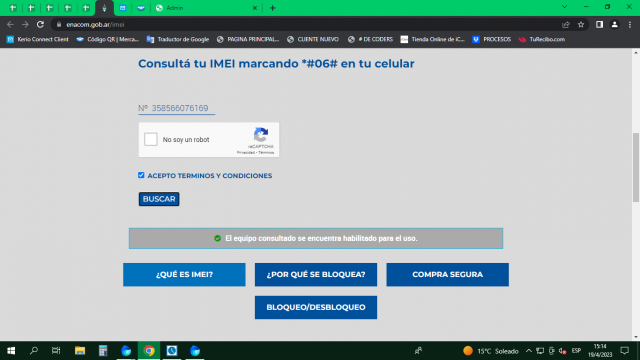 Admin
enacom.gob.ar/imei
Kerio Connect Client
Código QR | Merca...
Traductor de Google
PAGINA PRINCIPAL...
CLIENTE NUEVO
# DE CODERS
Tienda Online de iC...
PROCESOS
TuRecibo.com
Consultá tu IMEI marcando *#06# en tu celular
Nº 358566076169
No soy un robot
reCAPTCHA
Privacidad - Términos
ACEPTO TERMINOS Y CONDICIONES
BUSCAR
El equipo consultado se encuentra habilitado para el uso.
¿QUÉ ES IMEI?
¿POR QUÉ SE BLOQUEA?
COMPRA SEGURA
BLOQUEO/DESBLOQUEO
15°C Soleado
ESP
15:14
19/4/2023